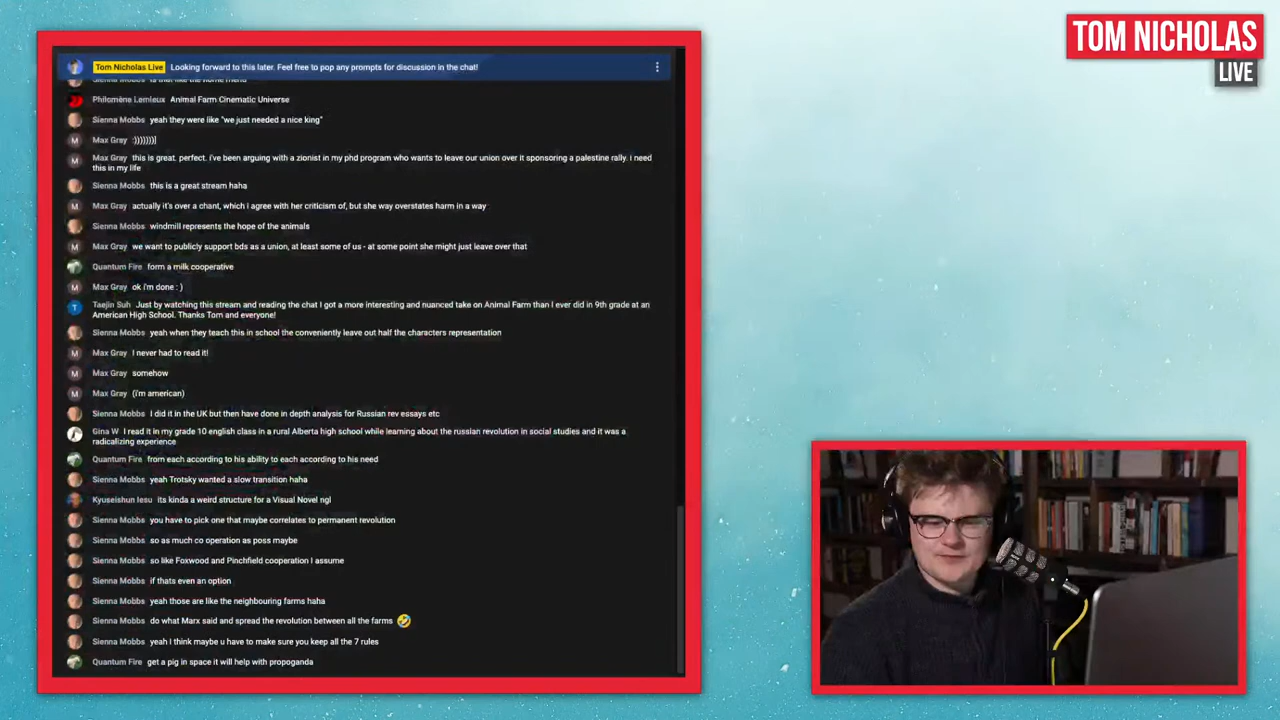 TOM NICHOLAS
LIVE
Tom Nicholas Live Looking forward to this later. Feel free to pop any prompts for discussion in the chat!
Sienna Mobbs is that like the home menu
Philomène Lemieux Animal Farm Cinematic Universe
Sienna Mobbs yeah they were like "we just needed a nice king"
Max Gray :)))))))]
Max Gray this is great. perfect. i've been arguing with a zionist in my phd program who wants to leave our union over it sponsoring a palestine rally. i need
this in my life
Sienna Mobbs this is a great stream haha
Max Gray actually it's over a chant, which I agree with her criticism of, but she way overstates harm in a way
Sienna Mobbs windmill represents the hope of the animals
Max Gray we want to publicly support bds as a union, at least some of us - at some point she might just leave over that
Quantum Fire form a milk cooperative
Max Gray ok i'm done : )
Taejin Suh Just by watching this stream and reading the chat I got a more interesting and nuanced take on Animal Farm than I ever did in 9th grade at an
American High School. Thanks Tom and everyone!
Sienna Mobbs yeah when they teach this in school the conveniently leave out half the characters representation
Max Gray I never had to read it!
Max Gray somehow
Max Gray (i'm american)
Sienna Mobbs I did it in the UK but then have done in depth analysis for Russian rev essays etc
Gina W I read it in my grade 10 english class in a rural Alberta high school while learning about the russian revolution in social studies and it was a
radicalizing experience
Quantum Fire from each according to his ability to each according to his need
Sienna Mobbs yeah Trotsky wanted a slow transition haha
Kyuseishun Iesu its kinda a weird structure for a Visual Novel ngl
Sienna Mobbs you have to pick one that maybe correlates to permanent revolution
Sienna Mobbs so as much co operation as poss maybe
Sienna Mobbs so like Foxwood and Pinchfield cooperation I assume
Sienna Mobbs if thats even an option
Sienna Mobbs yeah those are like the neighbouring farms haha
Sienna Mobbs do what Marx said and spread the revolution between all the farms 🤣
Sienna Mobbs yeah I think maybe u have to make sure you keep all the 7 rules
Quantum Fire get a pig in space it will help with propoganda